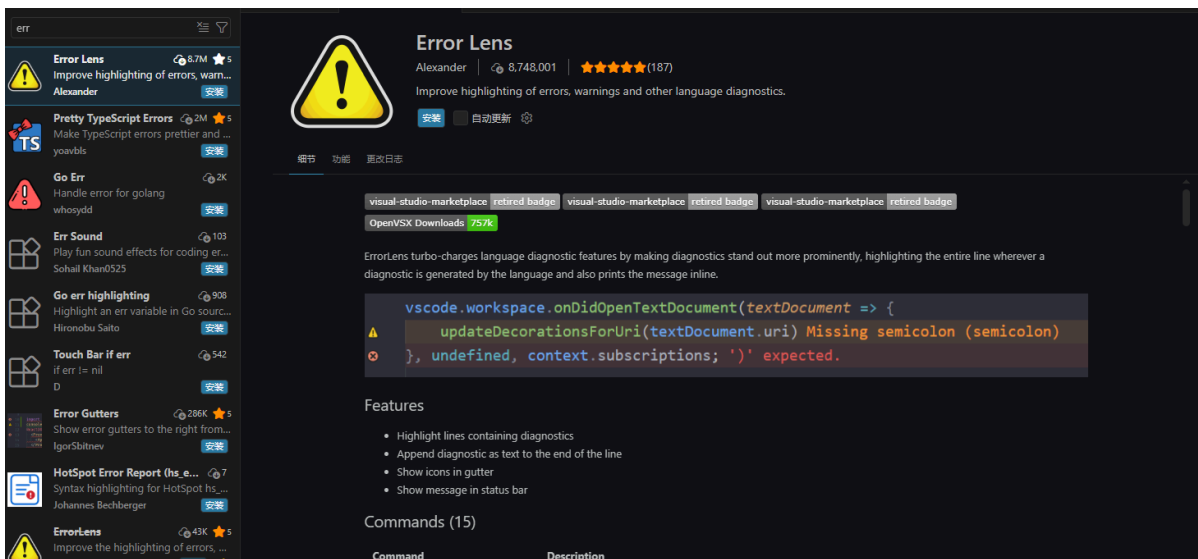 err
Error Lens 8.7M 5
Improve highlighting of errors, warn...
Alexander 安装
Pretty TypeScript Errors 2M 5
Make TypeScript errors prettier and ...
yoavbls 安装
Go Err 2K
Handle error for golang
whosydd 安装
Err Sound 103
Play fun sound effects for coding er...
Sohail Khan0525 安装
Go err highlighting 908
Highlight an err variable in Go sourc...
Hironobu Saito 安装
Touch Bar if err 542
if err != nil
D 安装
Error Gutters 286K 5
Show error gutters to the right from...
IgorSbitnev 安装
HotSpot Error Report (hs_e... 7
Syntax highlighting for HotSpot hs_...
Johannes Bechberger 安装
ErrorLens 43K 5
Improve the highlighting of errors, ...
TS
Error Lens
Alexander 8,748,001 (187)
Improve highlighting of errors, warnings and other language diagnostics.
安装 自动更新
细节 功能 更改日志
visual-studio-marketplace retired badge visual-studio-marketplace retired badge visual-studio-marketplace retired badge
OpenVSX Downloads 757k
ErrorLens turbo-charges language diagnostic features by making diagnostics stand out more prominently, highlighting the entire line wherever a
diagnostic is generated by the language and also prints the message inline.
vscode.workspace.onDidOpenTextDocument(textDocument => {
updateDecorationsForUri(textDocument.uri) Missing semicolon (semicolon)
}, undefined, context.subscriptions; ')' expected.
Features
• Highlight lines containing diagnostics
• Append diagnostic as text to the end of the line
• Show icons in gutter
• Show message in status bar
Commands (15)
Command Description